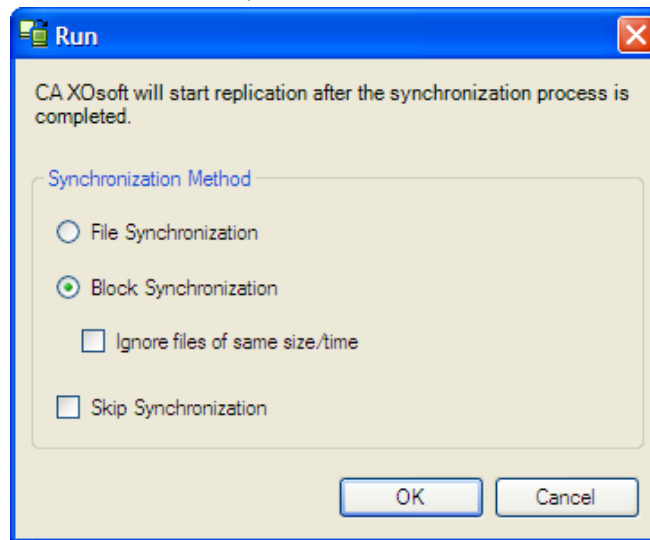 Run
CA XOsoft will start replication after the synchronization process is
completed.
Synchronization Method
File Synchronization
Block Synchronization
Ignore files of same size/time
Skip Synchronization
OK Cancel